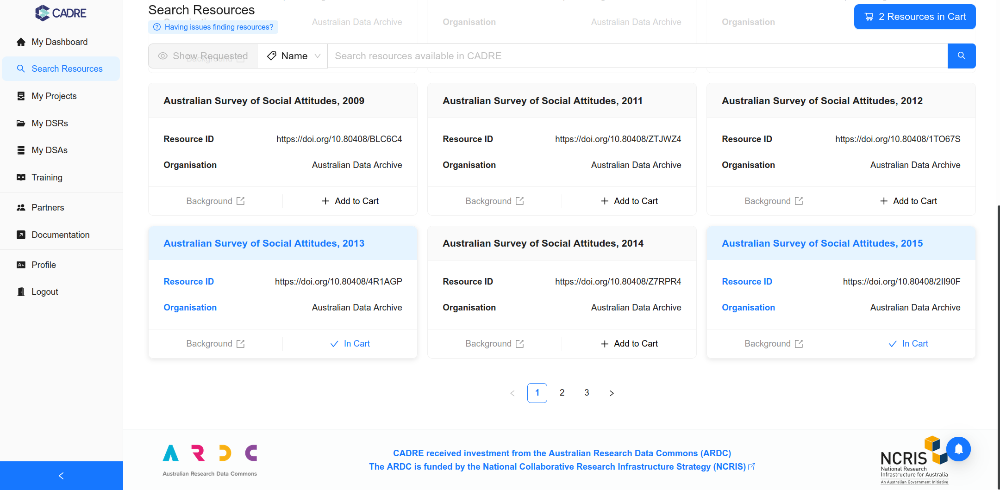 CADRE
My Dashboard
Search Resources
My Projects
My DSRs
My DSAs
Training
Partners
Documentation
Profile
Logout
Search Resources
Having issues finding resources?
2 Resources in Cart
Organisation Australian Data Archive
Organisation Australian Data Archive
Organisation
Show Requested
Background
Name
Search resources available in CADRE
Australian Survey of Social Attitudes, 2009
Resource ID https://doi.org/10.80408/BLC6C4
Organisation Australian Data Archive
Background
Add to Cart
Australian Survey of Social Attitudes, 2011
Resource ID https://doi.org/10.80408/ZTJWZ4
Organisation Australian Data Archive
Background
Add to Cart
Australian Survey of Social Attitudes, 2012
Resource ID https://doi.org/10.80408/1TO67S
Organisation Australian Data Archive
Background
Add to Cart
Australian Survey of Social Attitudes, 2013
Resource ID https://doi.org/10.80408/4R1AGP
Organisation Australian Data Archive
Background
In Cart
Australian Survey of Social Attitudes, 2014
Resource ID https://doi.org/10.80408/Z7RPR4
Organisation Australian Data Archive
Background
Add to Cart
Australian Survey of Social Attitudes, 2015
Resource ID https://doi.org/10.80408/2II90F
Organisation Australian Data Archive
Background
In Cart
1 2 3
ARDC
Australian Research Data Commons
CADRE received investment from the Australian Research Data Commons (ARDC)
The ARDC is funded by the National Collaborative Research Infrastructure Strategy (NCRIS)
NCRIS
National Research
Infrastructure for Australia
An Australian Government Initiative